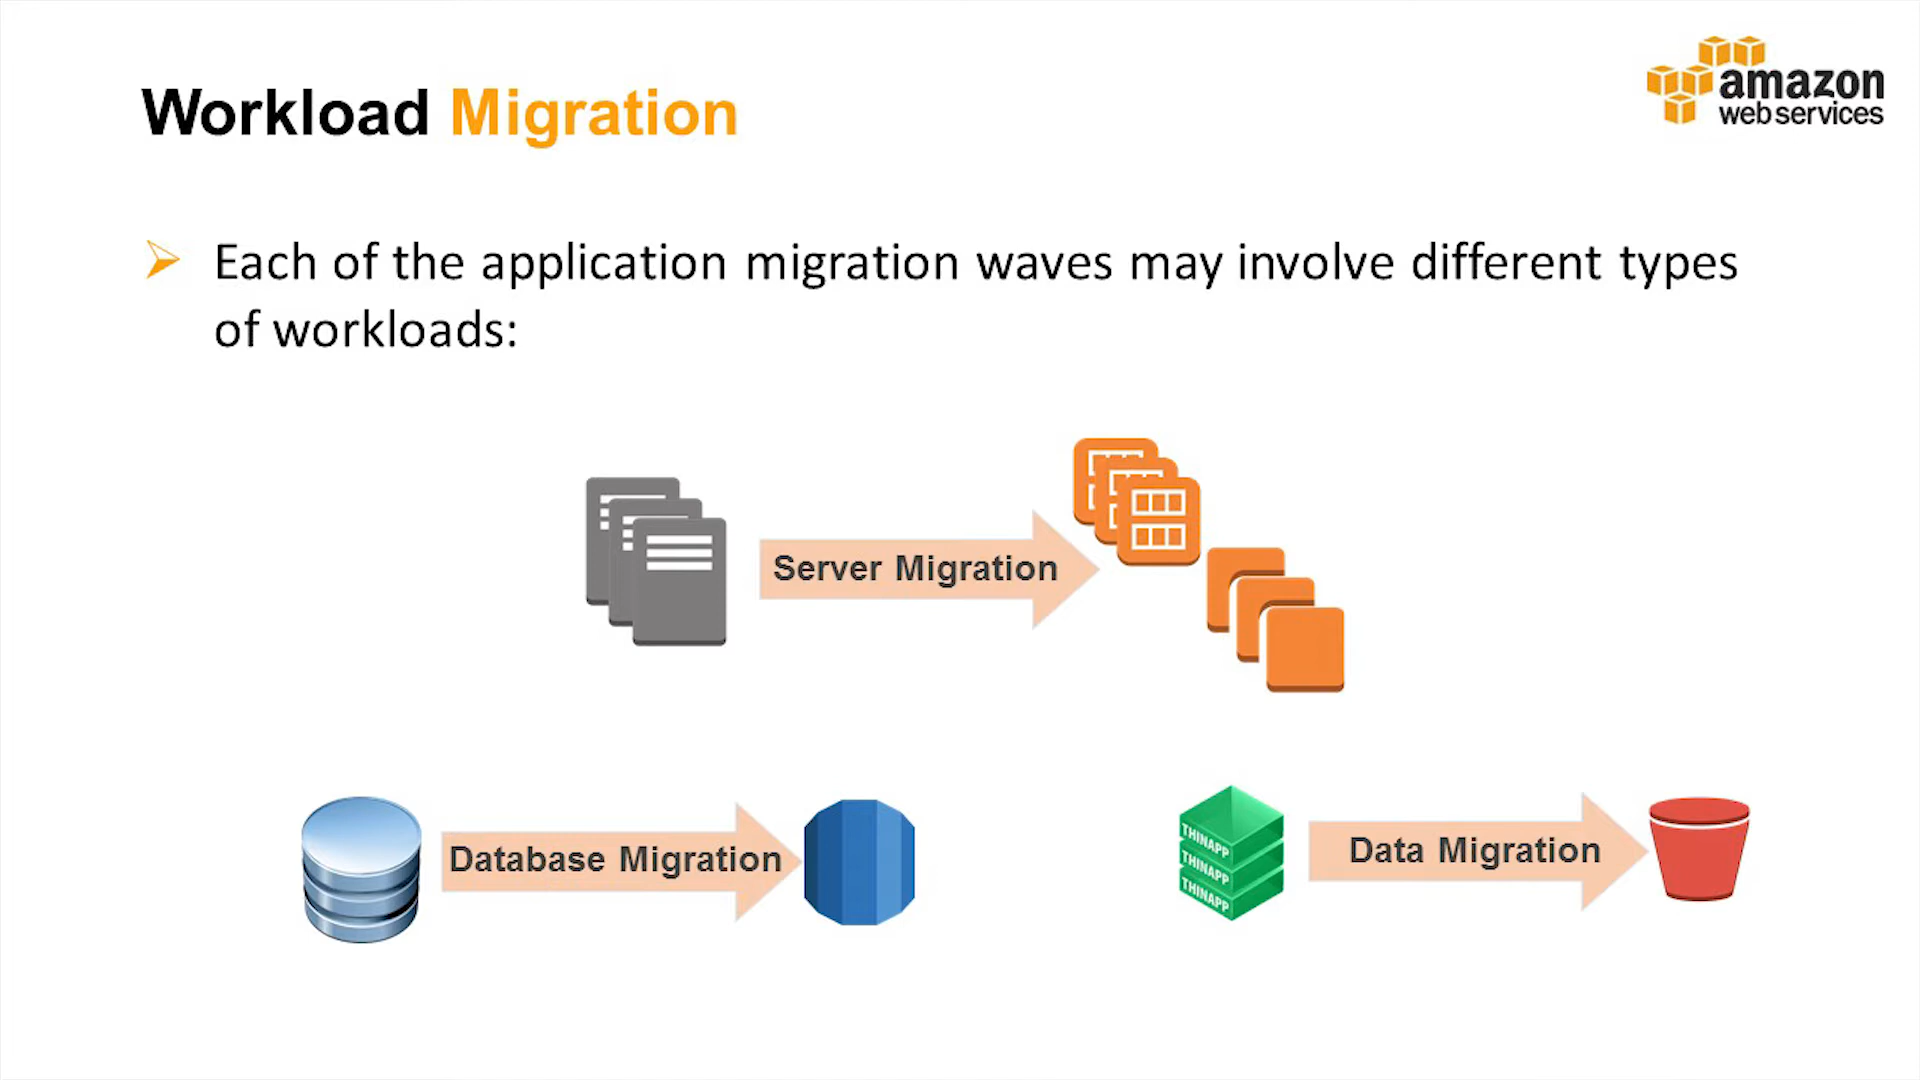 Workload Migration
amazon
web services
Each of the application migration waves may involve different types
of workloads:
Server Migration
Database Migration
THINAPP
THINAPP
THINAPP
Data Migration